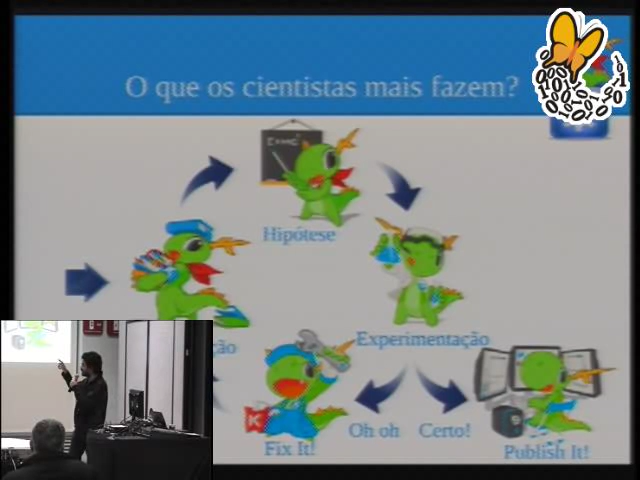 O que os cientistas mais fazem?
Hipótese
Experimentação
Oh oh
Certo!
Fix It!
Publish It!